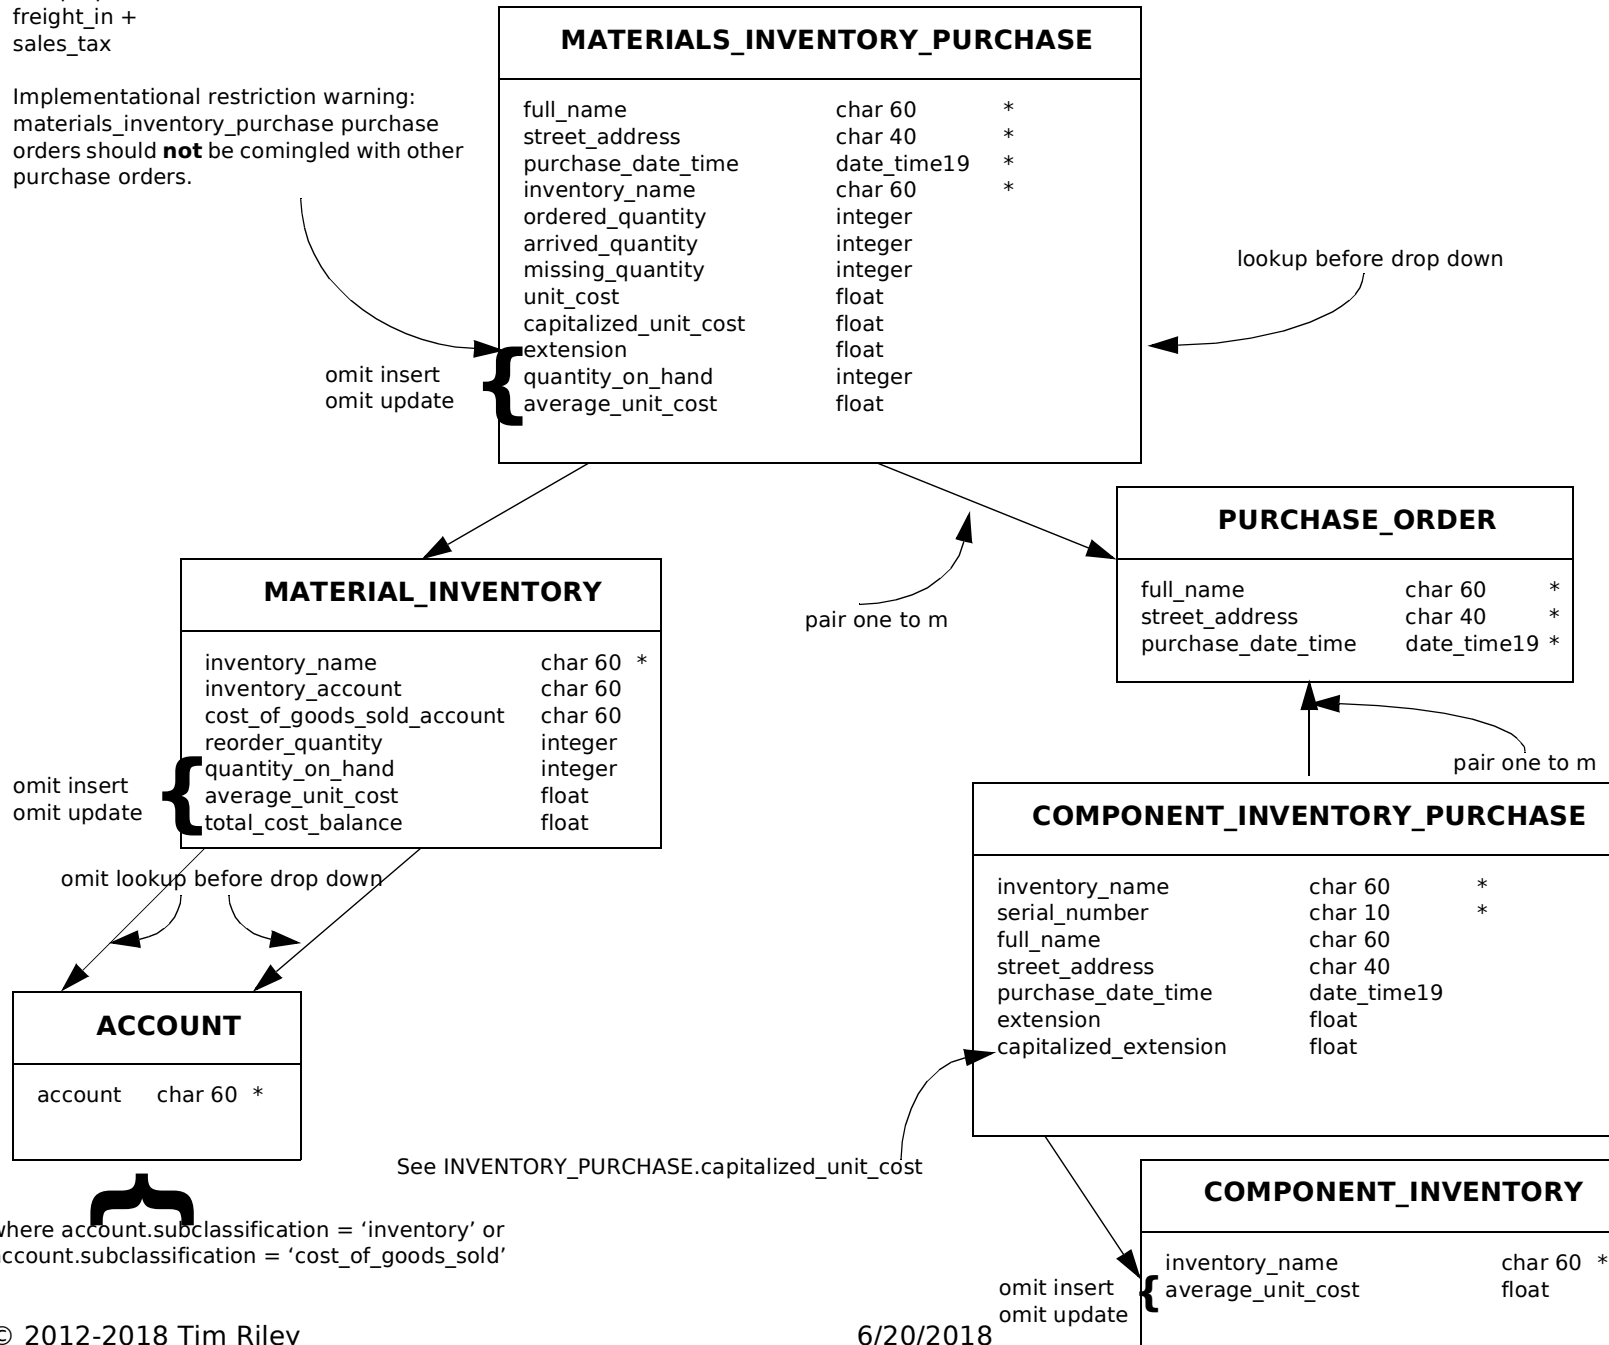 freight_in +
sales_tax
Implementational restriction warning:
materials_inventory_purchase purchase
orders should not be comingled with other
purchase orders.
MATERIALS_INVENTORY_PURCHASE
full_name char 60 *
street_address char 40 *
purchase_date_time date_time19 *
inventory_name char 60 *
ordered_quantity integer
arrived_quantity integer
missing_quantity integer
unit_cost float
capitalized_unit_cost float
extension float
quantity_on_hand integer
average_unit_cost float
omit insert
omit update
lookup before drop down
PURCHASE_ORDER
full_name char 60 *
street_address char 40 *
purchase_date_time date_time19 *
pair one to m
MATERIAL_INVENTORY
inventory_name char 60 *
inventory_account char 60
cost_of_goods_sold_account char 60
reorder_quantity integer
quantity_on_hand integer
average_unit_cost float
total_cost_balance float
omit insert
omit update
pair one to m
omit lookup before drop down
COMPONENT_INVENTORY_PURCHASE
inventory_name char 60 *
serial_number char 10 *
full_name char 60
street_address char 40
purchase_date_time date_time19
extension float
capitalized_extension float
ACCOUNT
account char 60 *
See INVENTORY_PURCHASE.capitalized_unit_cost
where account.subclassification = ‘inventory’ or
account.subclassification = ‘cost_of_goods_sold’
COMPONENT_INVENTORY
inventory_name char 60 *
average_unit_cost float
omit insert
omit update
© 2012-2018 Tim Riley
6/20/2018